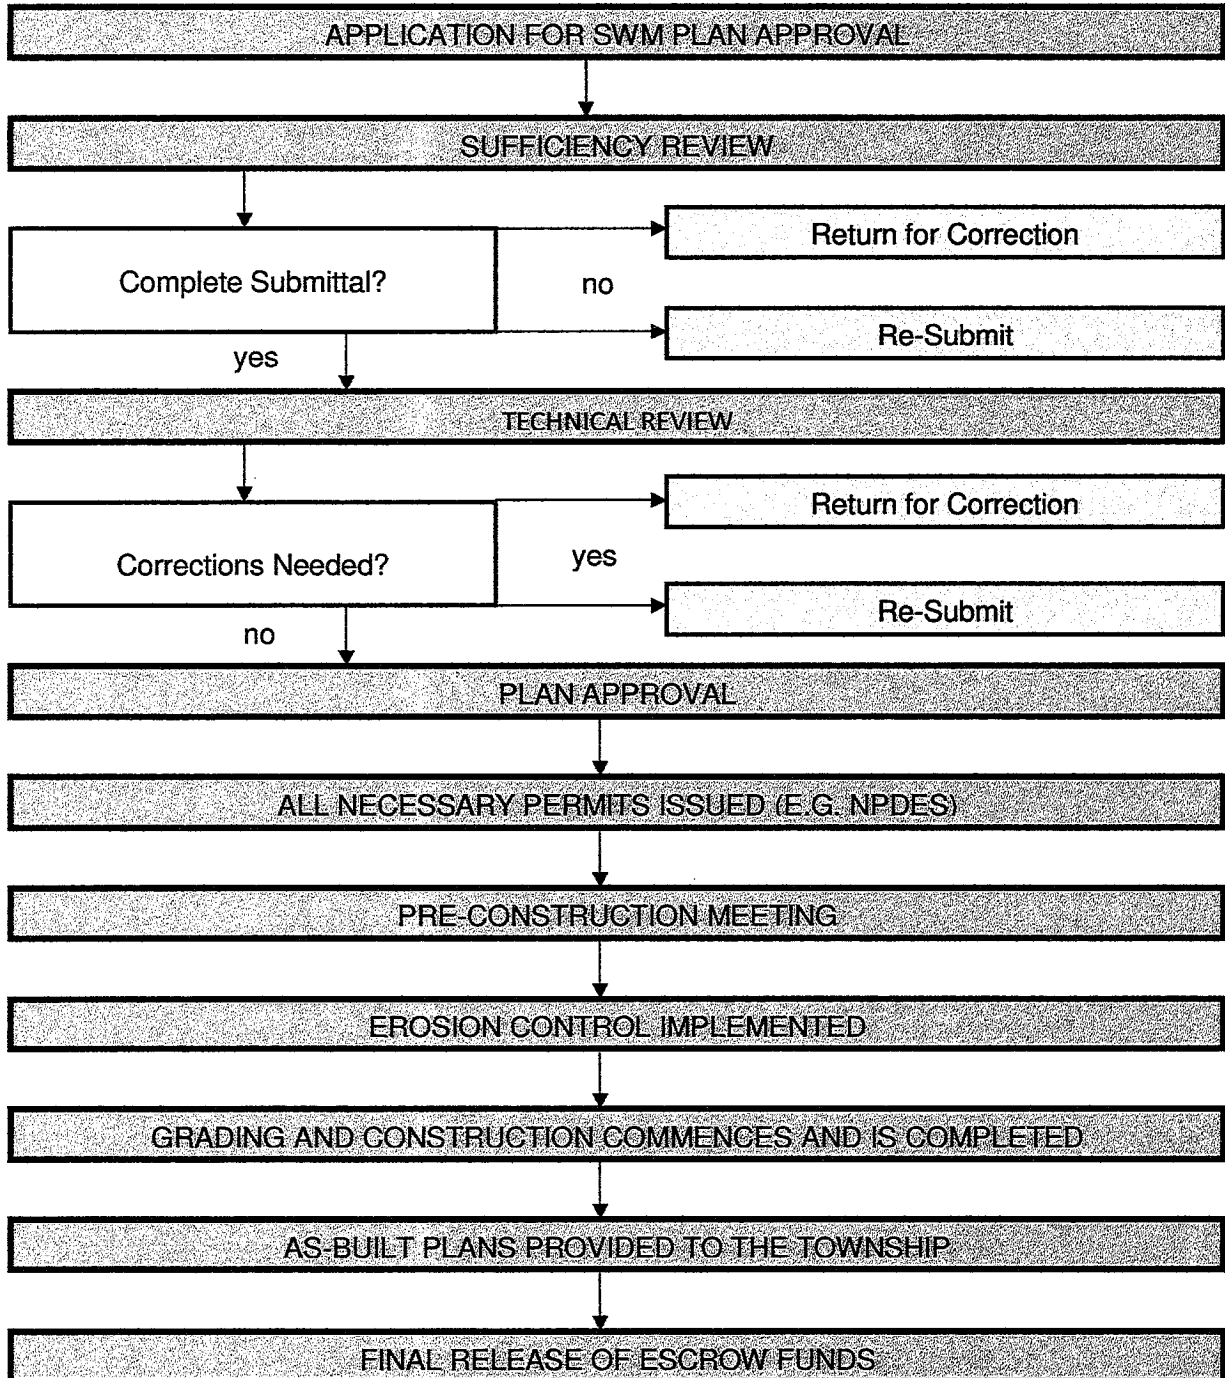 APPLICATION FOR SWM PLAN APPROVAL
SUFFICIENCY REVIEW
Return for Correction
Complete Submittal?
no
Re-Submit
yes
TECHNICAL REVIEW
Return for Correction
Corrections Needed?
yes
Re-Submit
no
PLAN APPROVAL
ALL NECESSARY PERMITS ISSUED (E.G. NPDES)
PRE-CONSTRUCTION MEETING
EROSION CONTROL IMPLEMENTED
GRADING AND CONSTRUCTION COMMENCES AND IS COMPLETED
AS-BUILT PLANS PROVIDED TO THE TOWNSHIP
FINAL RELEASE OF ESCROW FUNDS